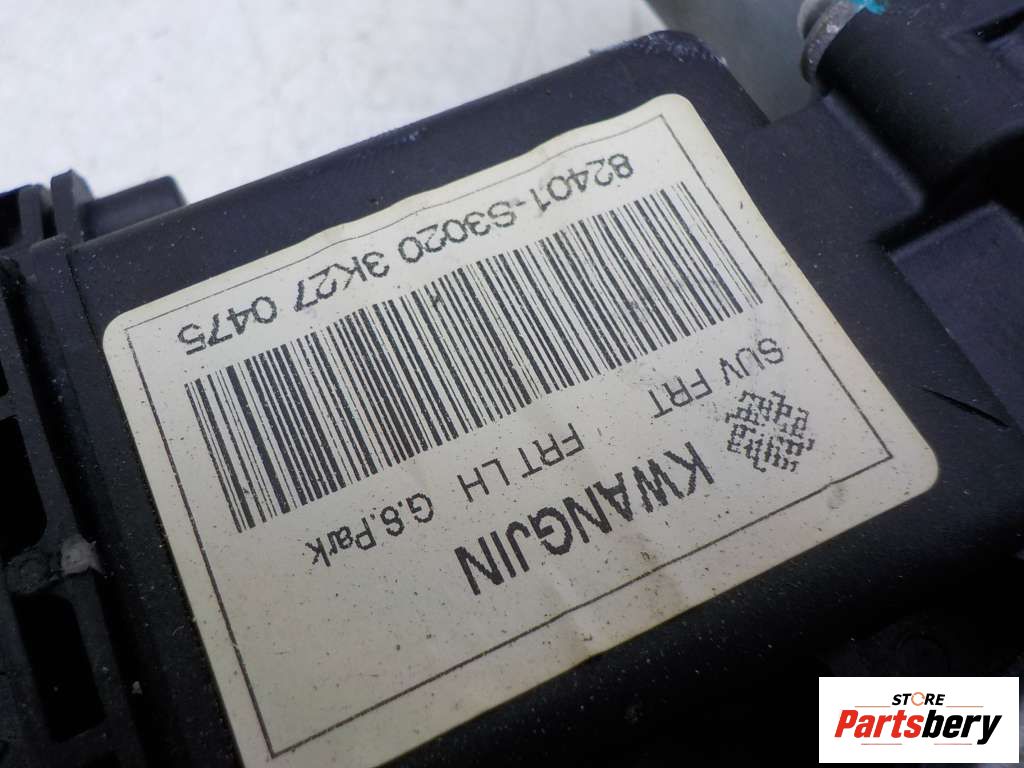 KWANGJIN
SUV FRT FRT LH G.S.Park
82401-S3020 3K27 0475
STORE
Partsbery